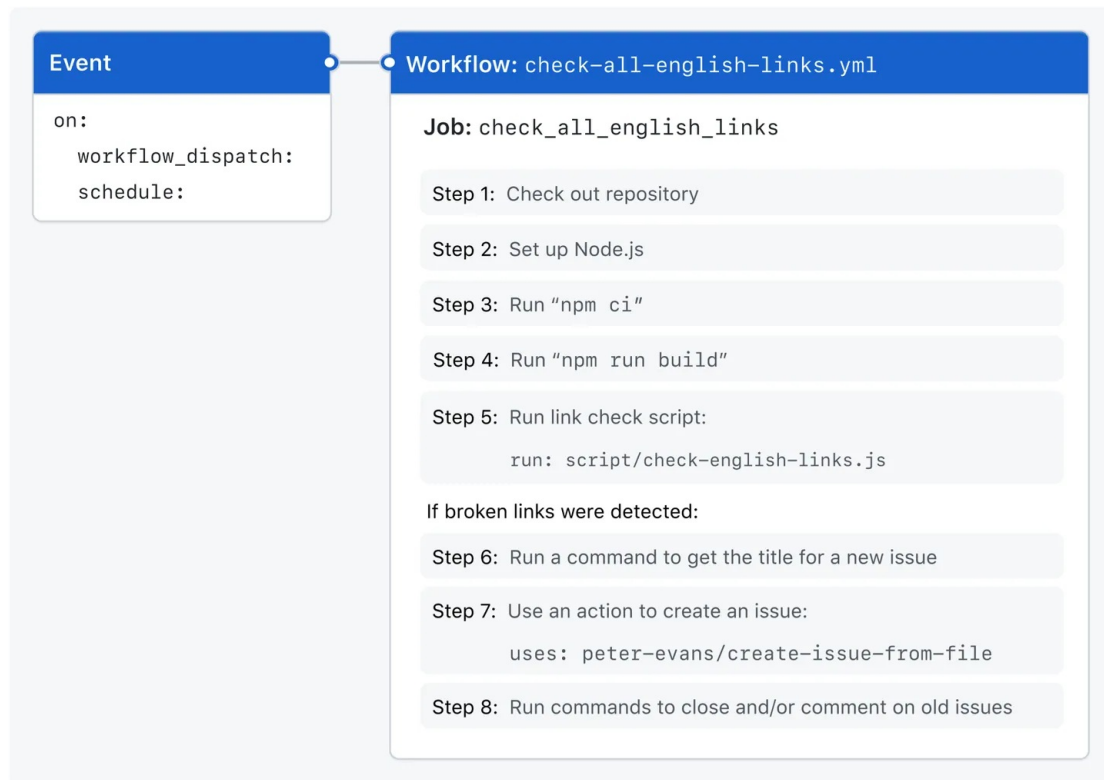 Event
on:
workflow_dispatch:
schedule:
Workflow: check-all-english-links.yml
Job: check_all_english_links
Step 1: Check out repository
Step 2: Set up Node.js
Step 3: Run “npm ci”
Step 4: Run “npm run build”
Step 5: Run link check script:
run: script/check-english-links.js
If broken links were detected:
Step 6: Run a command to get the title for a new issue
Step 7: Use an action to create an issue:
uses: peter-evans/create-issue-from-file
Step 8: Run commands to close and/or comment on old issues